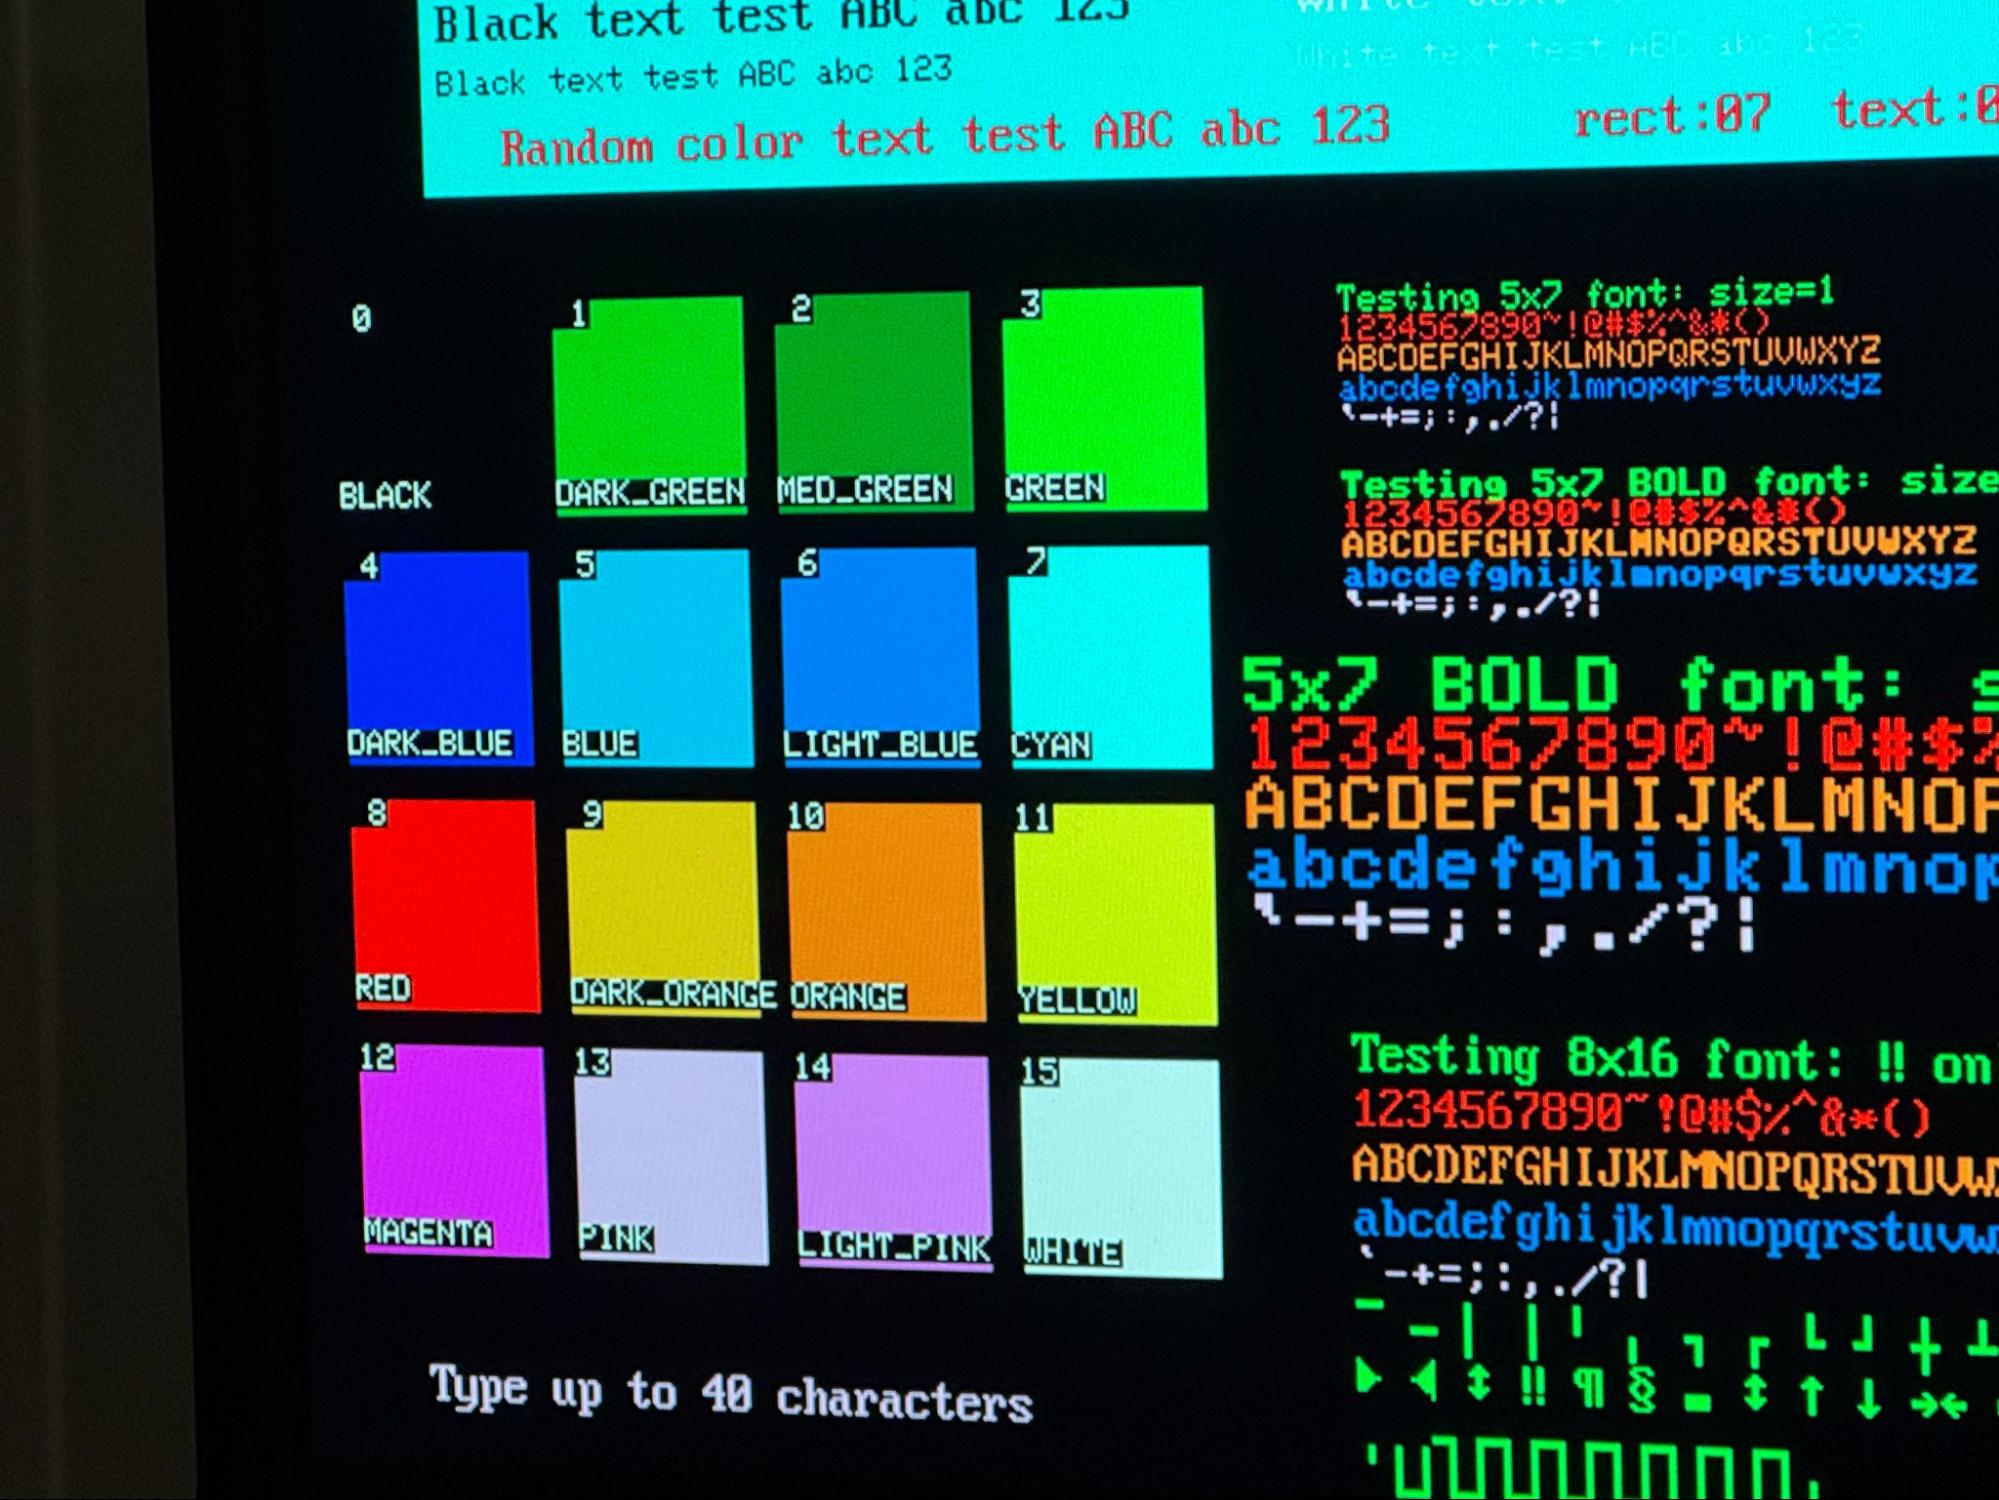 Black text test ABC abc 123
White text test ABC abc 123
Black text test ABC abc 123
Random color text test ABC abc 123 rect:07 text:0
0 1 2 3
BLACK DARK_GREEN MED_GREEN GREEN
4 5 6 7
DARK_BLUE BLUE LIGHT_BLUE CYAN
8 9 10 11
RED DARK_ORANGE ORANGE YELLOW
12 13 14 15
MAGENTA PINK LIGHT_PINK WHITE
Type up to 40 characters
Testing 5x7 font: size=1
1234567890~!@#$%^&*()
ABCDEFGHIJKLMNOPQRSTUVWXYZ
abcdefghijklmnopqrstuvwxyz
`-+=;:,./?¦
Testing 5x7 BOLD font: size
1234567890~!@#$%^&*()
ABCDEFGHIJKLMNOPQRSTUVWXYZ
abcdefghijklmnopqrstuvwxyz
`-+=;:,./?¦
5x7 BOLD font: s
1234567890~!@#$%
ABCDEFGHIJKLMNOP
abcdefghijklmnop
`-+=;:,./?¦
Testing 8x16 font: ‼ on
1234567890~!@#$%^&*()
ABCDEFGHIJKLMNOPQRSTUVW
abcdefghijklmnopqrstuvw
`-+=;:,./?|